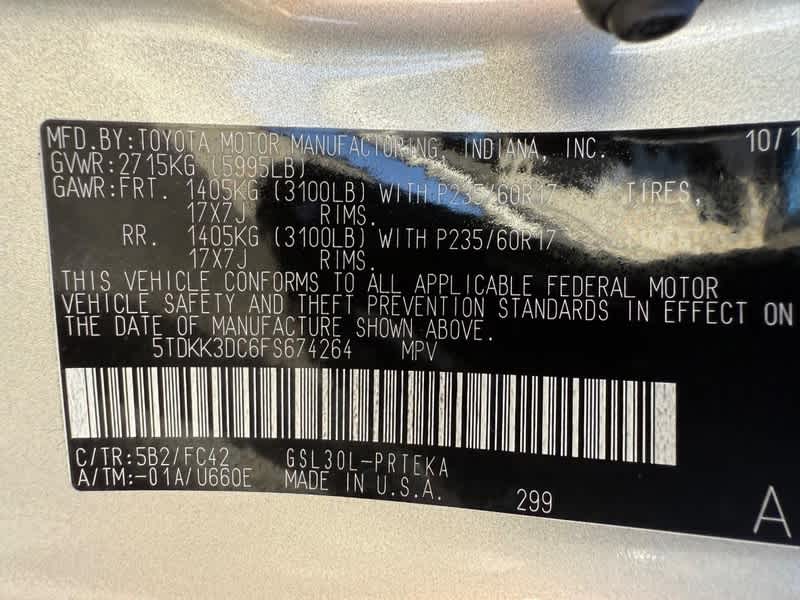 MFD.BY:TOYOTA MOTOR MANUFACTURING, INDIANA, INC. 10/1
GVWR:2715KG (5995LB)
GAWR:FRT. 1405KG (3100LB) WITH P235/60R17 TIRES,
17X7J RIMS.
RR. 1405KG (3100LB) WITH P235/60R17
17X7J RIMS.
THIS VEHICLE CONFORMS TO ALL APPLICABLE FEDERAL MOTOR
VEHICLE SAFETY AND THEFT PREVENTION STANDARDS IN EFFECT ON
THE DATE OF MANUFACTURE SHOWN ABOVE.
5TDKK3DC6FS674264 MPV
C/TR:5B2/FC42 GSL30L-PRTEKA
A/TM:-01A/U660E MADE IN U.S.A.
299
A